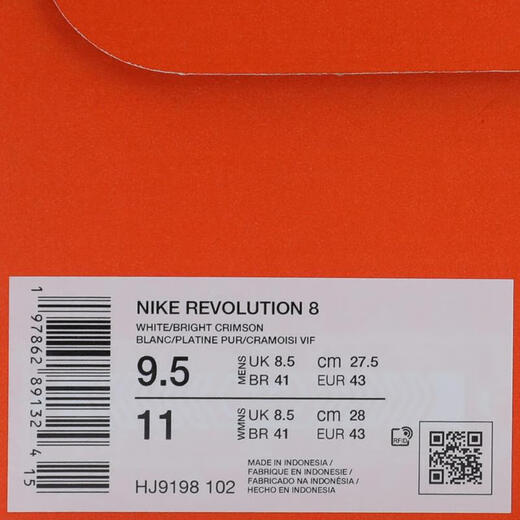 NIKE REVOLUTION 8
WHITE/BRIGHT CRIMSON
BLANC/PLATINE PUR/CRAMOISI VIF
9.5 MENS UK 8.5 cm 27.5
BR 41 EUR 43
11 WMNS UK 8.5 cm 28
BR 41 EUR 43
RFID
HJ9198 102
MADE IN INDONESIA /
FABRIQUE EN INDONESIE /
FABRICADO NA INDONÉSIA /
HECHO EN INDONESIA
1 97862 89132 4 15